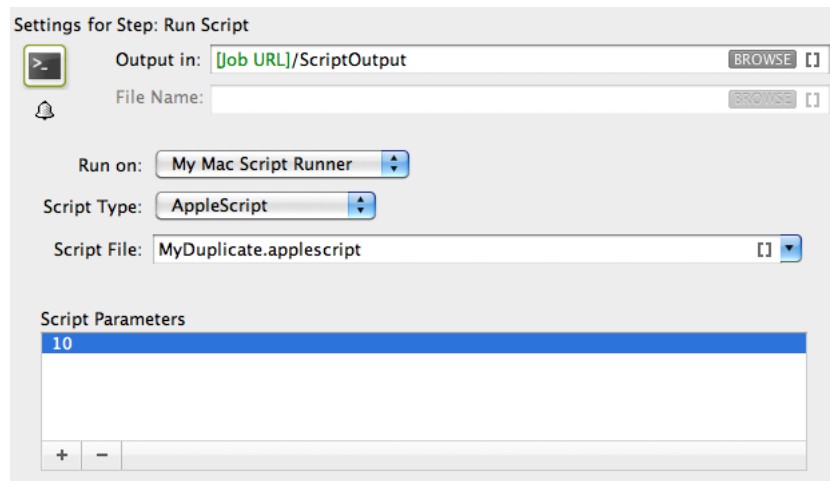 Settings for Step: Run Script
Output in: [Job URL]/ScriptOutput BROWSE []
File Name: BROWSE []
Run on: My Mac Script Runner
Script Type: AppleScript
Script File: MyDuplicate.applescript []
Script Parameters
10
+ −